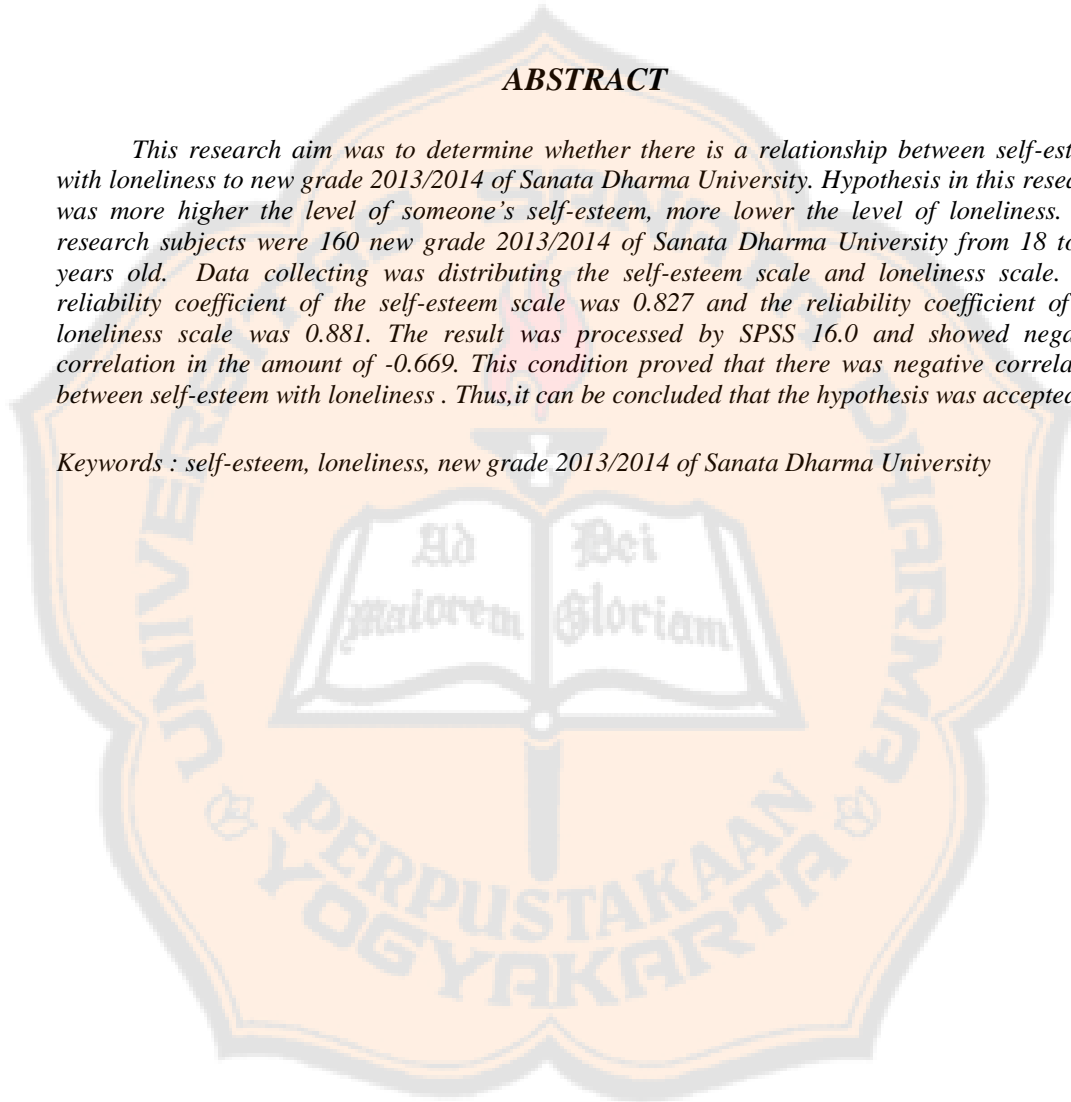 ABSTRACT
This research aim was to determine whether there is a relationship between self-est
with loneliness to new grade 2013/2014 of Sanata Dharma University. Hypothesis in this resea
was more higher the level of someone's self-esteem, more lower the level of loneliness.
research subjects were 160 new grade 2013/2014 of Sanata Dharma University from 18 to
years old. Data collecting was distributing the self-esteem scale and loneliness scale.
reliability coefficient of the self-esteem scale was 0.827 and the reliability coefficient of
loneliness scale was 0.881. The result was processed by SPSS 16.0 and showed nega
correlation in the amount of -0.669. This condition proved that there was negative correla
between self-esteem with loneliness . Thus,it can be concluded that the hypothesis was accepted
Keywords : self-esteem, loneliness, new grade 2013/2014 of Sanata Dharma University
UNIVERSITAS SANATA DHARMA
Ad Dei
Maiorem Gloriam
PERPUSTAKAAN
YOGYAKARTA